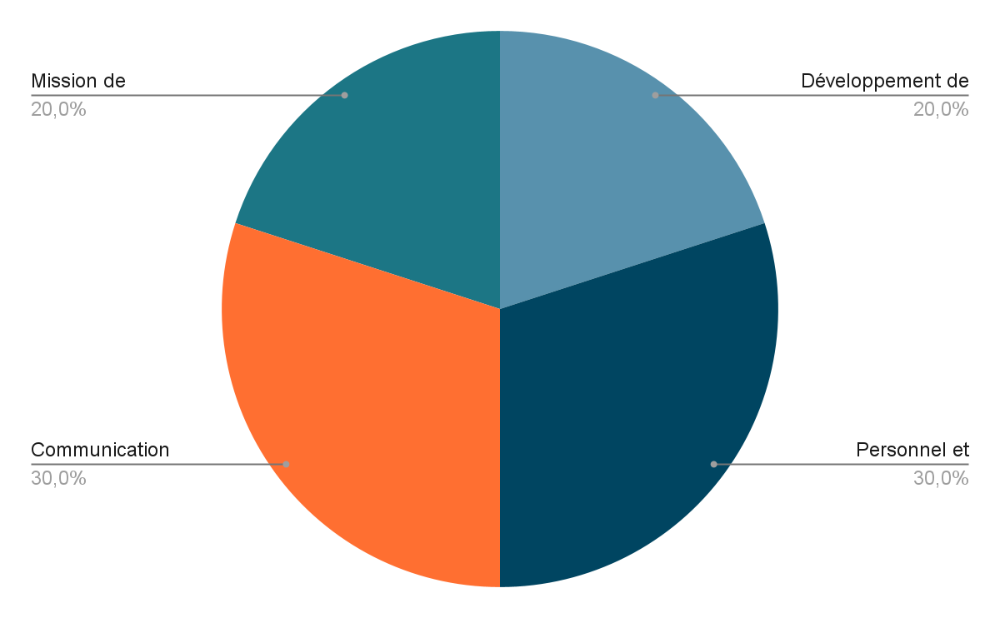 Mission de
20,0%
Développement de
20,0%
Communication
30,0%
Personnel et
30,0%